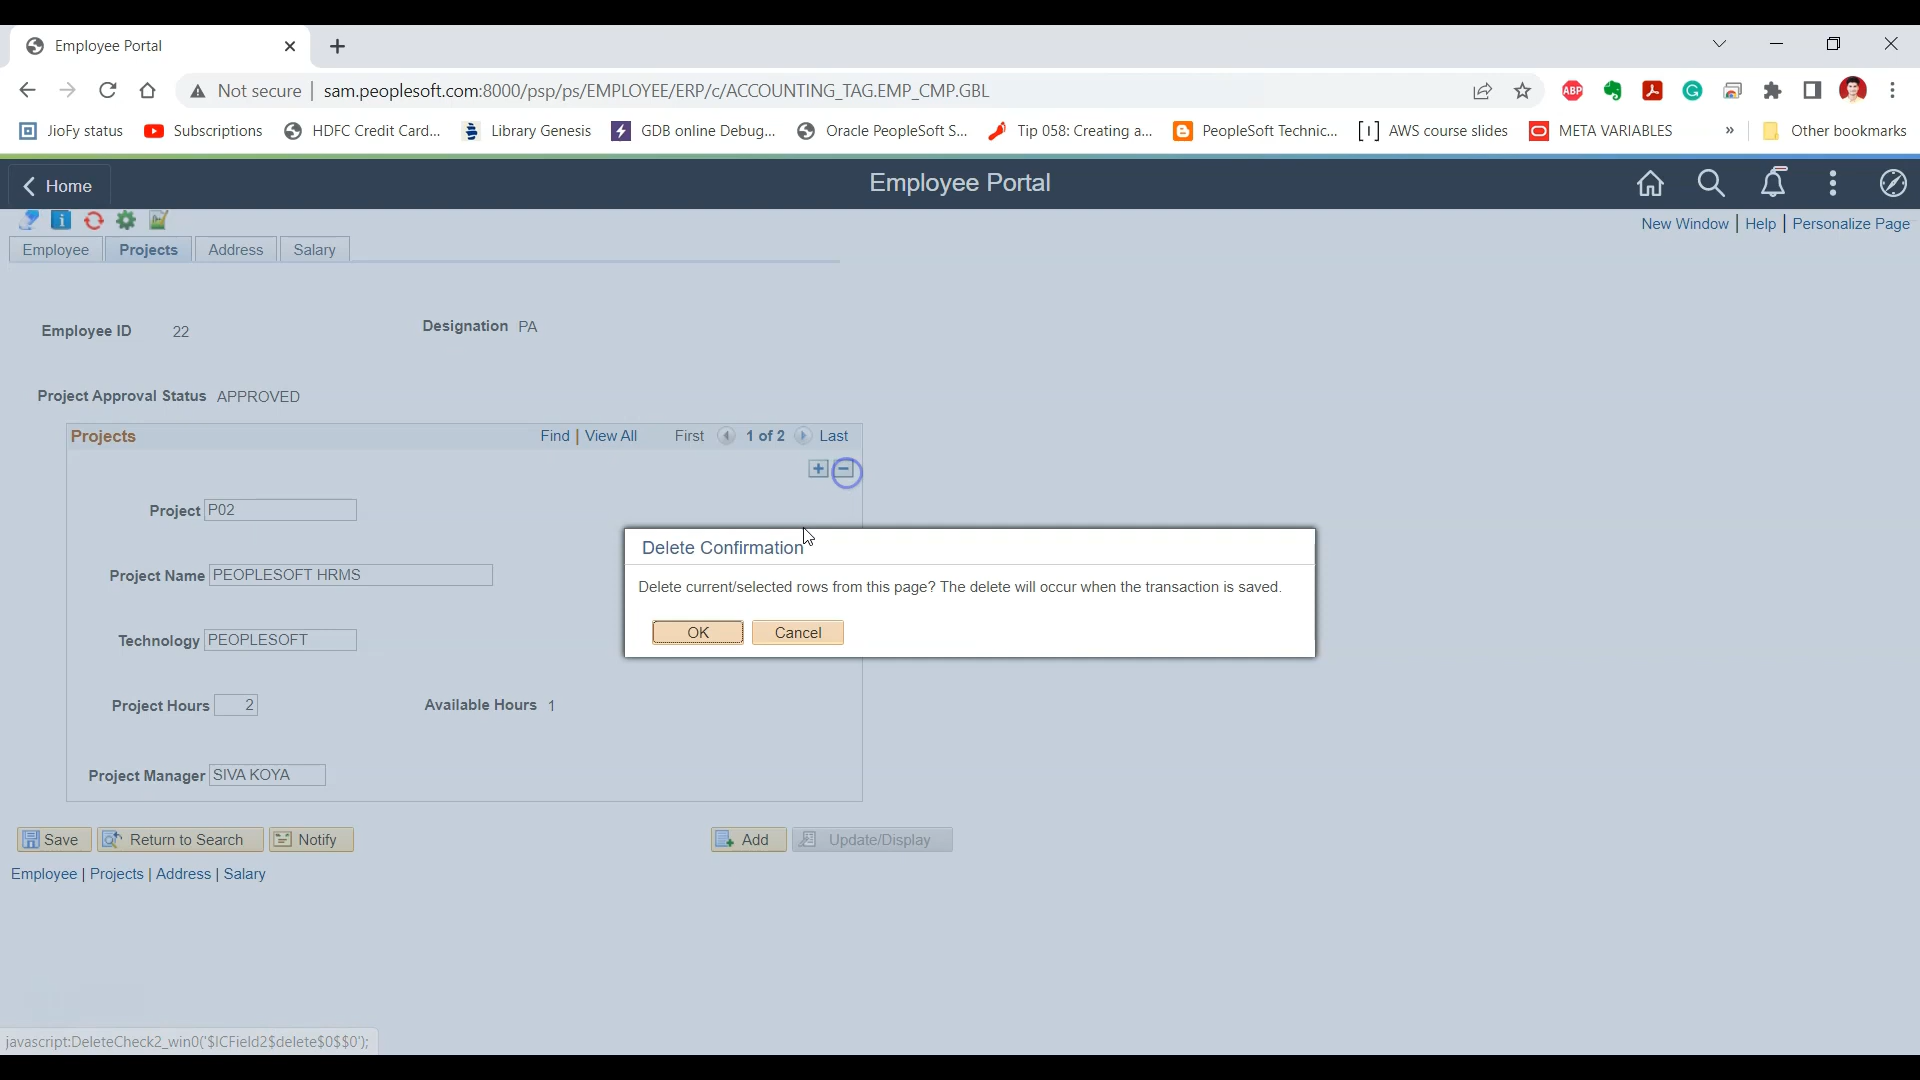 Employee Portal
Not secure | sam.peoplesoft.com:8000/psp/ps/EMPLOYEE/ERP/c/ACCOUNTING_TAG.EMP_CMP.GBL
ABP
JioFy status Subscriptions HDFC Credit Card... Library Genesis GDB online Debug... Oracle PeopleSoft S... Tip 058: Creating a... PeopleSoft Technic... AWS course slides META VARIABLES » Other bookmarks
Home Employee Portal
New Window | Help | Personalize Page
Employee Projects Address Salary
Employee ID 22 Designation PA
Project Approval Status APPROVED
Projects Find | View All First 1 of 2 Last
Project P02
Delete Confirmation
Delete current/selected rows from this page? The delete will occur when the transaction is saved.
OK Cancel
Project Name PEOPLESOFT HRMS
Technology PEOPLESOFT
Project Hours 2 Available Hours 1
Project Manager SIVA KOYA
Save Return to Search Notify Add Update/Display
Employee | Projects | Address | Salary
javascript:DeleteCheck2_win0('$ICField2$delete$0$$0');